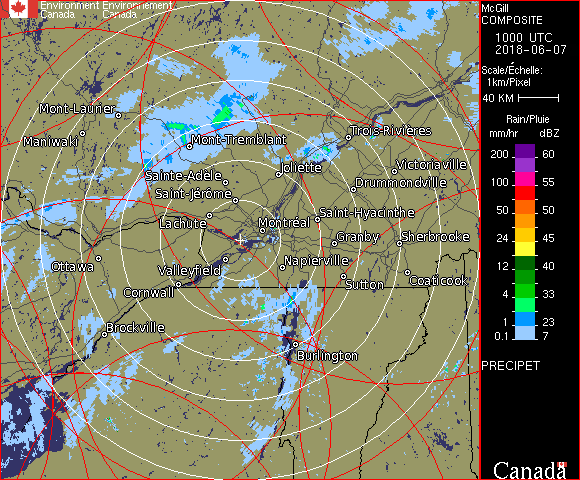 Environment Environnement
Canada Canada
Mont-Laurier
Maniwaki
Mont-Tremblant
Trois-Rivières
Joliette
Victoriaville
Sainte-Adèle
Drummondville
Saint-Jérôme
Lachute
Montréal
Saint-Hyacinthe
Granby
Sherbrooke
Ottawa
Valleyfield
Napierville
Cornwall
Sutton
Coaticook
Brockville
Burlington
McGill
COMPOSITE
1000 UTC
2018-06-07
Scale/Échelle:
1km/Pixel
40 KM
Rain/Pluie
mm/hr dBZ
200 60
100 55
50 50
24 45
12 40
4 33
1 23
0.1 7
PRECIPET
Canada